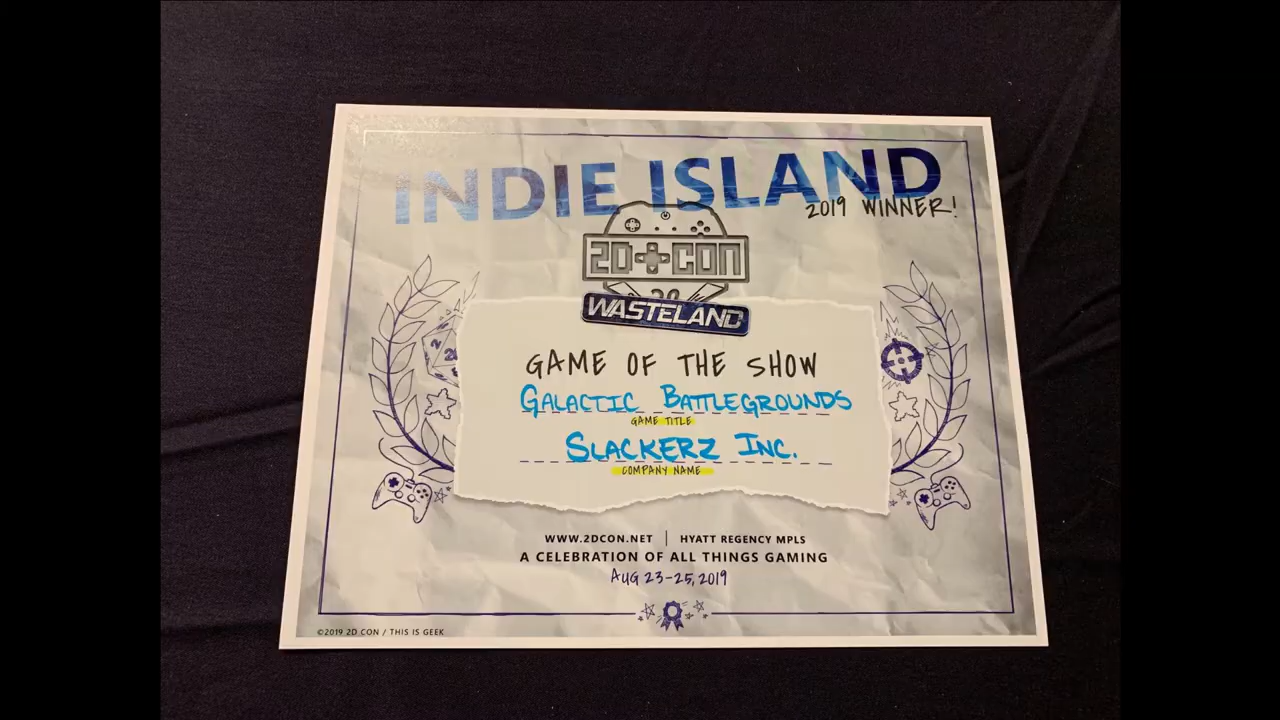 INDIE ISLAND
2019 WINNER!
2D CON
WASTELAND
GAME OF THE SHOW
GALACTIC BATTLEGROUNDS
GAME TITLE
SLACKERZ INC.
COMPANY NAME
WWW.2DCON.NET | HYATT REGENCY MPLS
A CELEBRATION OF ALL THINGS GAMING
AUG 23-25, 2019
©2019 2D CON / THIS IS GEEK